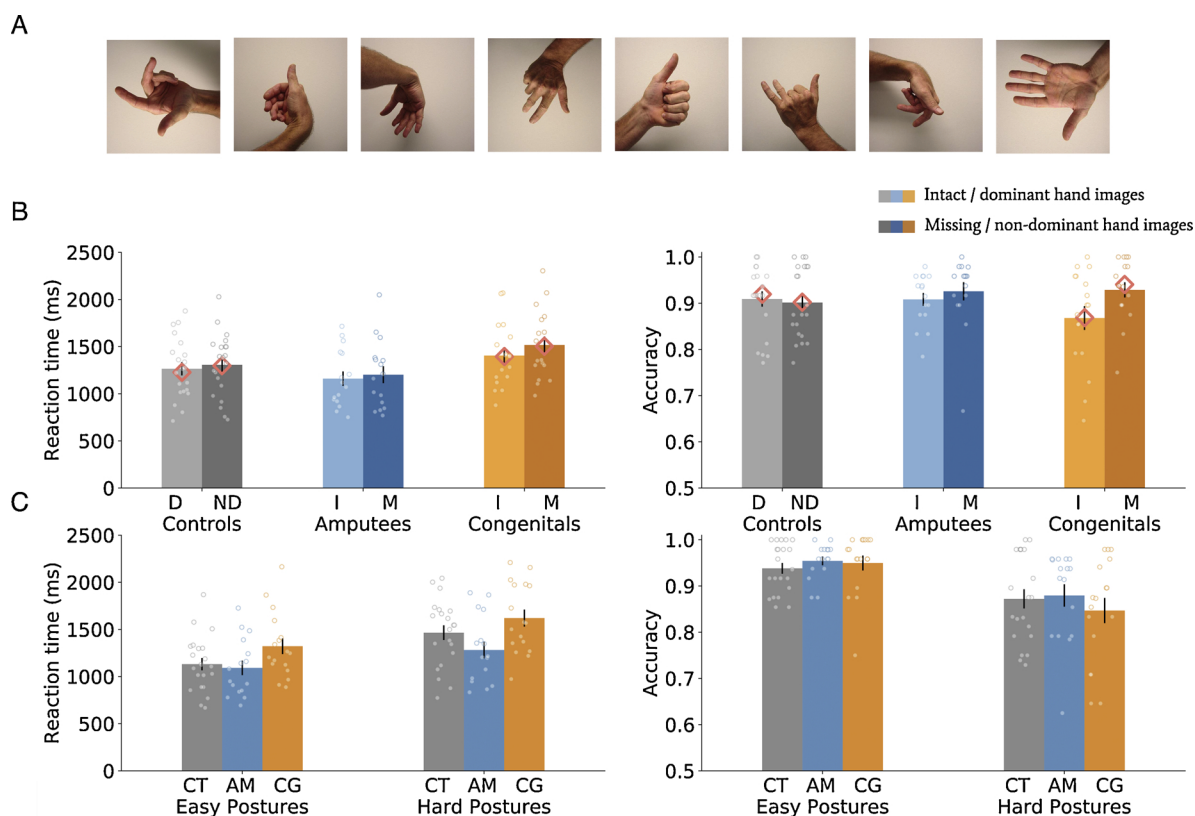 A
Intact / dominant hand images
Missing / non-dominant hand images
B
Reaction time (ms)
2500
2000
1500
1000
500
0
D ND I M I M
Controls Amputees Congenitals
Accuracy
1.0
0.9
0.8
0.7
0.6
0.5
D ND I M I M
Controls Amputees Congenitals
C
Reaction time (ms)
2500
2000
1500
1000
500
0
CT AM CG CT AM CG
Easy Postures Hard Postures
Accuracy
1.0
0.9
0.8
0.7
0.6
0.5
CT AM CG CT AM CG
Easy Postures Hard Postures